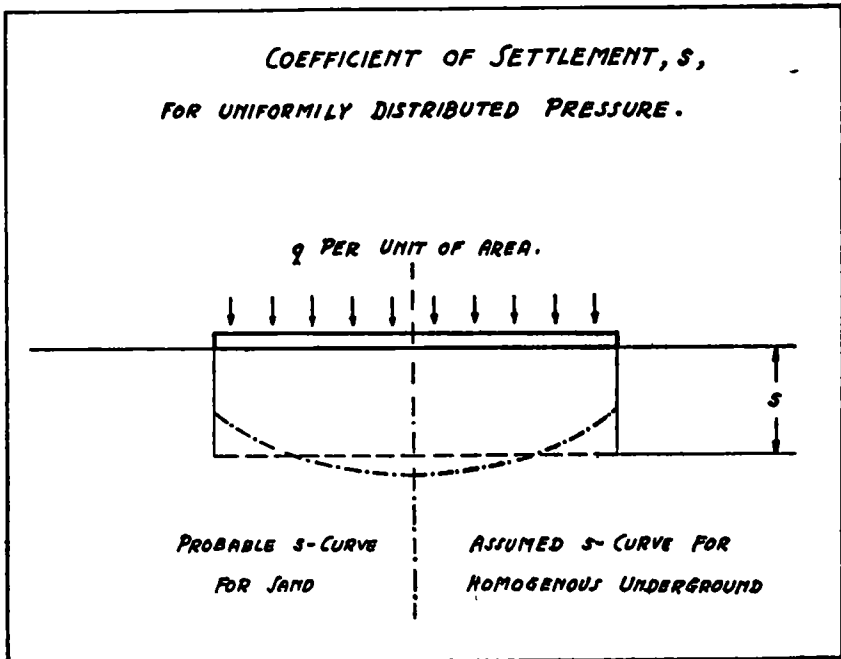 COEFFICIENT OF SETTLEMENT, S,
FOR UNIFORMILY DISTRIBUTED PRESSURE.
q PER UNIT OF AREA.
S
PROBABLE S-CURVE
FOR SAND
ASSUMED S-CURVE FOR
HOMOGENOUS UNDERGROUND